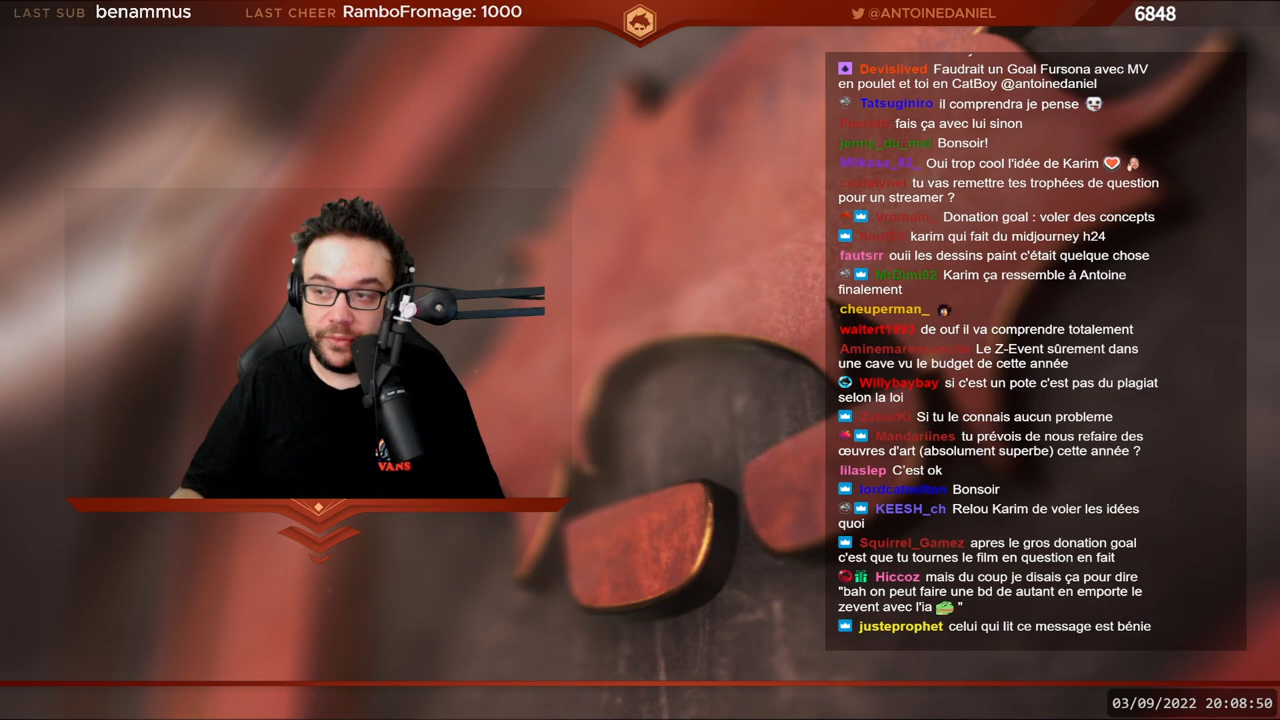 LAST SUB benammus LAST CHEER RamboFromage: 1000 @ANTOINEDANIEL 6848
Devislived Faudrait un Goal Fursona avec MV
en poulet et toi en CatBoy @antoinedaniel
Tatsuginiro il comprendra je pense
fais ça avec lui sinon
Bonsoir!
Oui trop cool l'idée de Karim
tu vas remettre tes trophées de question
pour un streamer ?
Vromain_ Donation goal : voler des concepts
karim qui fait du midjourney h24
fautsrr ouii les dessins paint c'était quelque chose
MrDimi62 Karim ça ressemble à Antoine
finalement
cheuperman_
waltert1993 de ouf il va comprendre totalement
Le Z-Event sûrement dans
une cave vu le budget de cette année
Willybaybay si c'est un pote c'est pas du plagiat
selon la loi
Si tu le connais aucun probleme
Mandariines tu prévois de nous refaire des
œuvres d'art (absolument superbe) cette année ?
lilaslep C'est ok
Bonsoir
KEESH_ch Relou Karim de voler les idées
quoi
Squirrel_Gamez apres le gros donation goal
c'est que tu tournes le film en question en fait
Hiccoz mais du coup je disais ça pour dire
"bah on peut faire une bd de autant en emporte le
zevent avec l'ia "
justeprophet celui qui lit ce message est bénie
VANS
03/09/2022 20:08:50